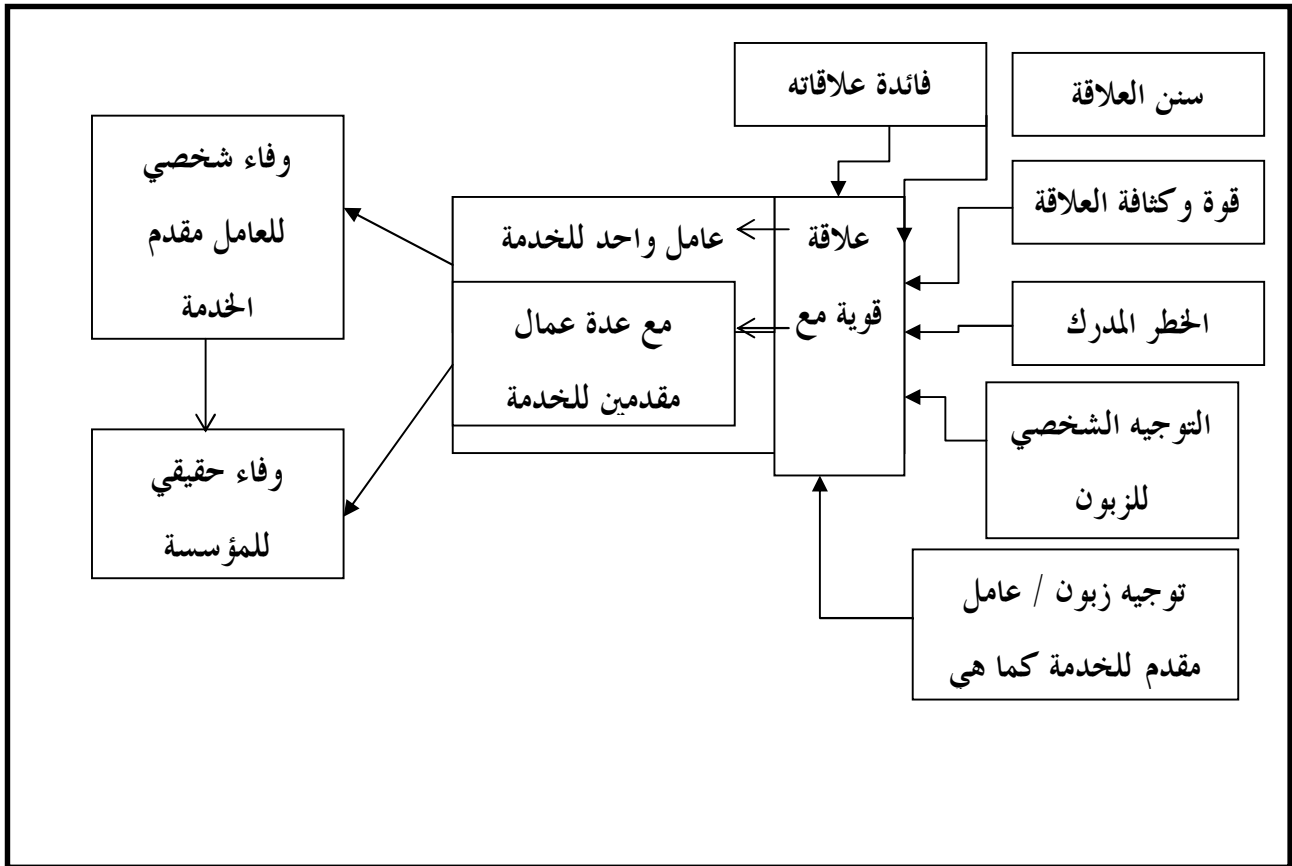 فائدة علاقاته
سنن العلاقة
قوة وكثافة العلاقة
الخطر المدرك
التوجيه الشخصي
للزبون
توجيه زبون / عامل
مقدم للخدمة كما هي
علاقة
قوية مع
عامل واحد للخدمة
مع عدة عمال
مقدمين للخدمة
وفاء شخصي
للعامل مقدم
الخدمة
وفاء حقيقي
للمؤسسة